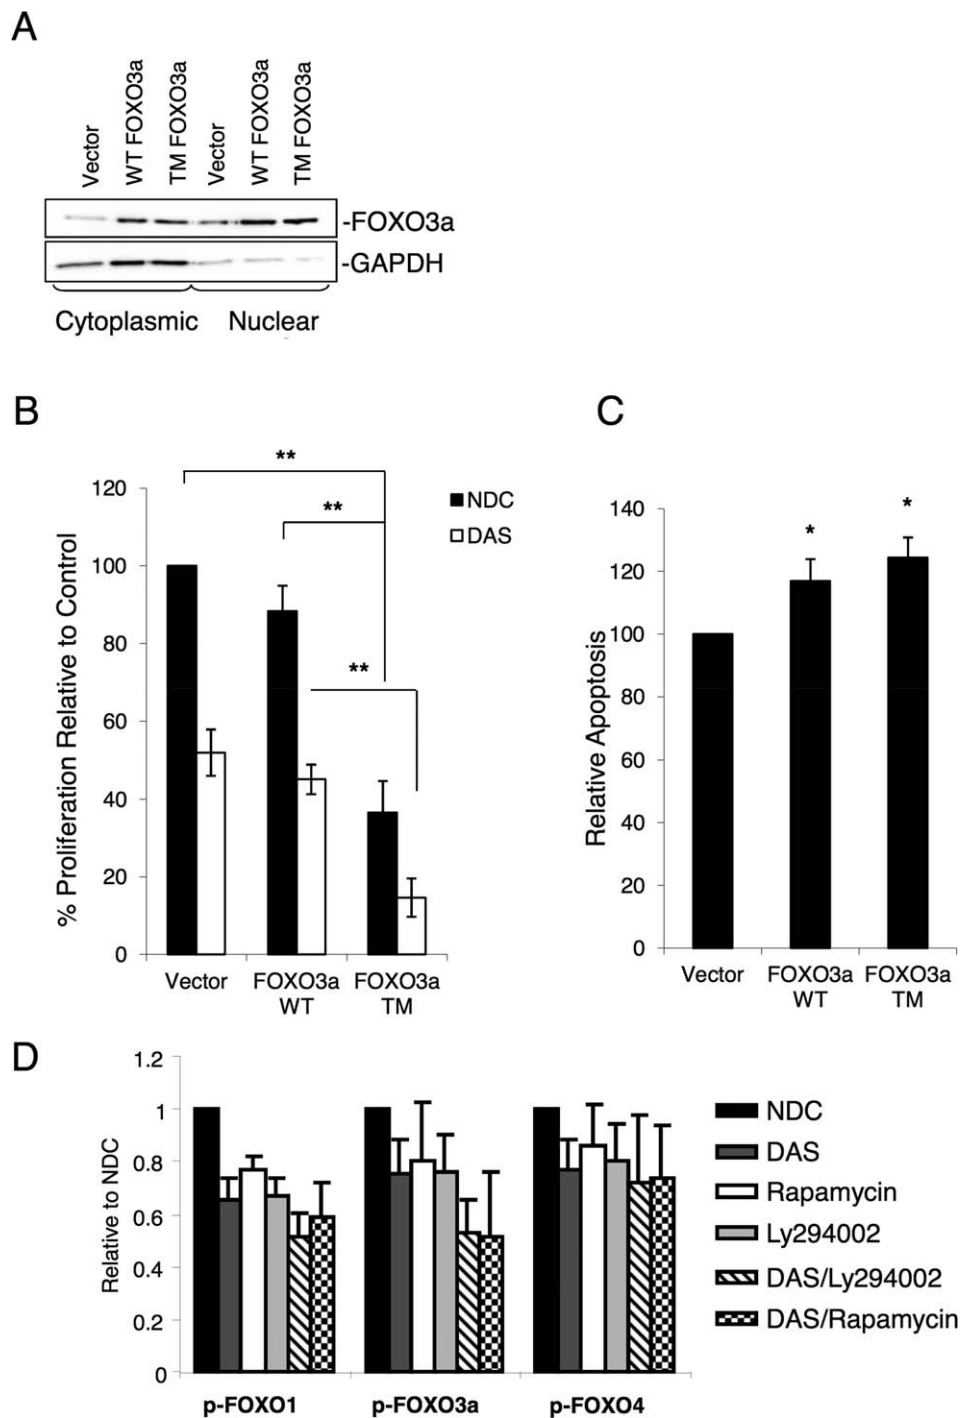 A
Vector
WT FOXO3a
TM FOXO3a
Vector
WT FOXO3a
TM FOXO3a
-FOXO3a
-GAPDH
Cytoplasmic
Nuclear
B
% Proliferation Relative to Control
120
100
80
60
40
20
0
**
**
**
NDC
DAS
Vector
FOXO3a
WT
FOXO3a
TM
C
Relative Apoptosis
140
120
100
80
60
40
20
0
*
*
Vector
FOXO3a
WT
FOXO3a
TM
D
Relative to NDC
1.2
1
0.8
0.6
0.4
0.2
0
p-FOXO1
p-FOXO3a
p-FOXO4
NDC
DAS
Rapamycin
Ly294002
DAS/Ly294002
DAS/Rapamycin